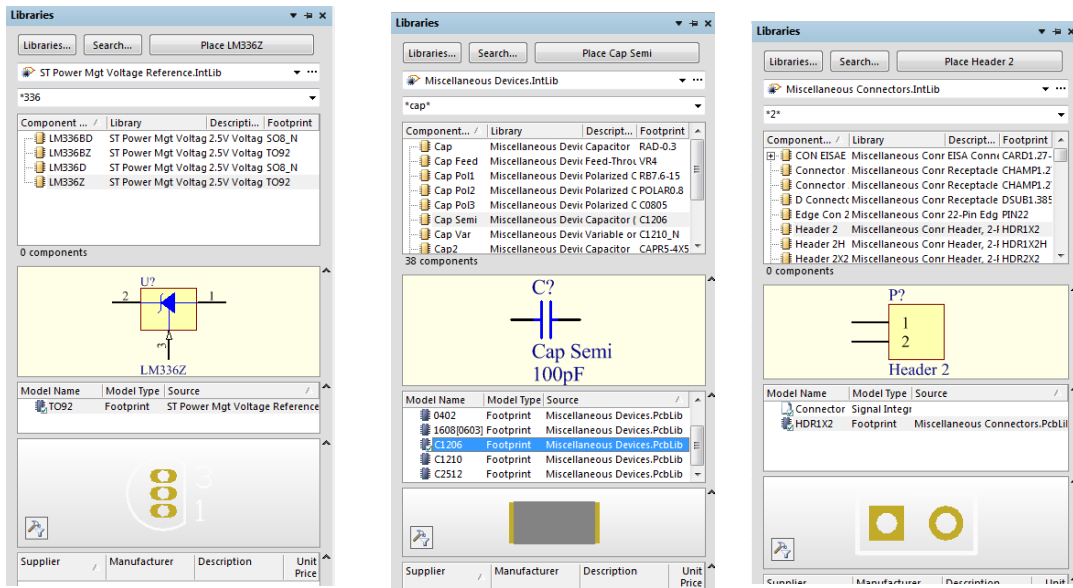 Libraries
Libraries... Search... Place LM336Z
ST Power Mgt Voltage Reference.IntLib
*336
Component ... Library Descripti... Footprint
LM336BD ST Power Mgt Voltag 2.5V Voltag SO8_N
LM336BZ ST Power Mgt Voltag 2.5V Voltag TO92
LM336D ST Power Mgt Voltag 2.5V Voltag SO8_N
LM336Z ST Power Mgt Voltag 2.5V Voltag TO92
0 components
U?
2 1
3
LM336Z
Model Name Model Type Source
TO92 Footprint ST Power Mgt Voltage Reference
3
1
Supplier Manufacturer Description Unit
Price
Libraries
Libraries... Search... Place Cap Semi
Miscellaneous Devices.IntLib
*cap*
Component... Library Descript... Footprint
Cap Miscellaneous Devic Capacitor RAD-0.3
Cap Feed Miscellaneous Devic Feed-Throu VR4
Cap Pol1 Miscellaneous Devic Polarized C RB7.6-15
Cap Pol2 Miscellaneous Devic Polarized C POLAR0.8
Cap Pol3 Miscellaneous Devic Polarized C C0805
Cap Semi Miscellaneous Devic Capacitor ( C1206
Cap Var Miscellaneous Devic Variable or C1210_N
Cap2 Miscellaneous Devic Capacitor CAPR5-4X5
38 components
C?
Cap Semi
100pF
Model Name Model Type Source
0402 Footprint Miscellaneous Devices.PcbLib
1608[0603] Footprint Miscellaneous Devices.PcbLib
C1206 Footprint Miscellaneous Devices.PcbLib
C1210 Footprint Miscellaneous Devices.PcbLib
C2512 Footprint Miscellaneous Devices.PcbLib
Supplier Manufacturer Description Unit
Price
Libraries
Libraries... Search... Place Header 2
Miscellaneous Connectors.IntLib
*2*
Component... Library Descript... Footprint
CON EISAE Miscellaneous Conr EISA Conn CARD1.27-
Connector Miscellaneous Conr Receptacle CHAMP1.2
Connector Miscellaneous Conr Receptacle CHAMP1.2
D Connecto Miscellaneous Conr Receptacle DSUB1.385
Edge Con 2 Miscellaneous Conr 22-Pin Edg PIN22
Header 2 Miscellaneous Conr Header, 2-F HDR1X2
Header 2H Miscellaneous Conr Header, 2-F HDR1X2H
Header 2X2 Miscellaneous Conr Header, 2-F HDR2X2
0 components
P?
1
2
Header 2
Model Name Model Type Source
Connector Signal Integr
HDR1X2 Footprint Miscellaneous Connectors.PcbLil
Supplier Manufacturer Description Unit